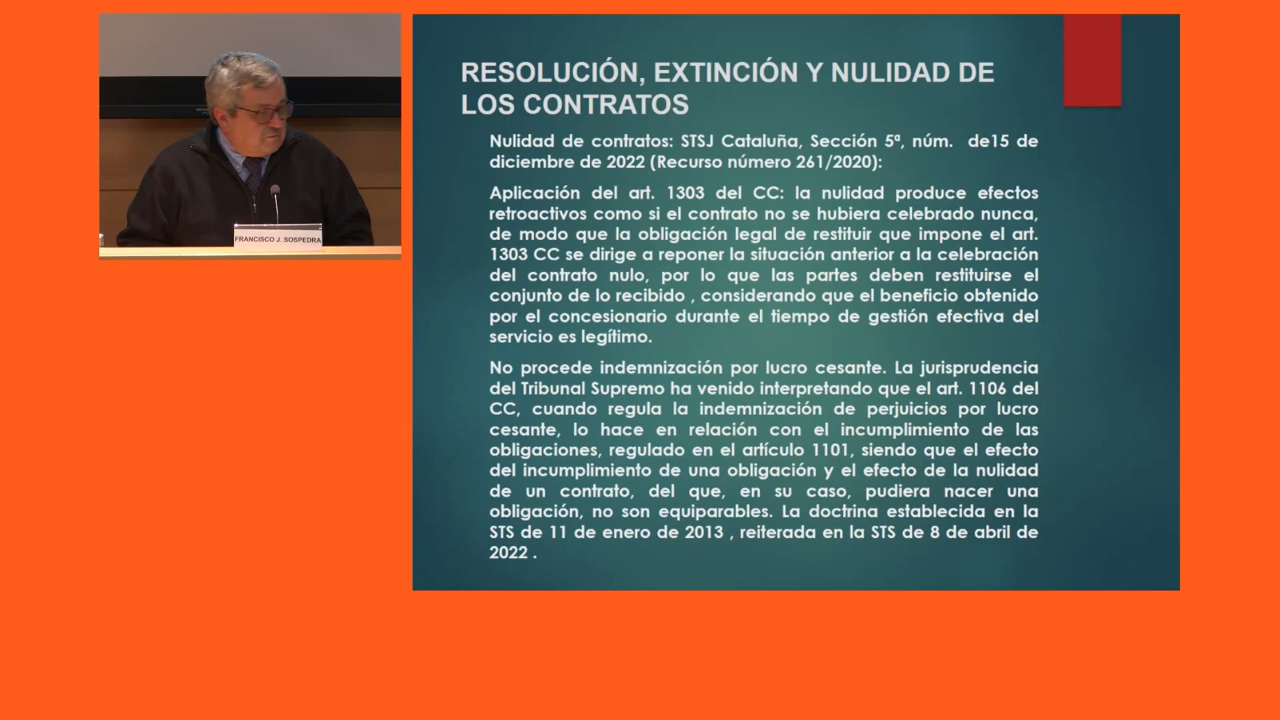 FRANCISCO J. SOSPEDRA
RESOLUCIÓN, EXTINCIÓN Y NULIDAD DE
LOS CONTRATOS
Nulidad de contratos: STSJ Cataluña, Sección 5ª, núm. de15 de
diciembre de 2022 (Recurso número 261/2020):
Aplicación del art. 1303 del CC: la nulidad produce efectos
retroactivos como si el contrato no se hubiera celebrado nunca,
de modo que la obligación legal de restituir que impone el art.
1303 CC se dirige a reponer la situación anterior a la celebración
del contrato nulo, por lo que las partes deben restituirse el
conjunto de lo recibido , considerando que el beneficio obtenido
por el concesionario durante el tiempo de gestión efectiva del
servicio es legítimo.
No procede indemnización por lucro cesante. La jurisprudencia
del Tribunal Supremo ha venido interpretando que el art. 1106 del
CC, cuando regula la indemnización de perjuicios por lucro
cesante, lo hace en relación con el incumplimiento de las
obligaciones, regulado en el artículo 1101, siendo que el efecto
del incumplimiento de una obligación y el efecto de la nulidad
de un contrato, del que, en su caso, pudiera nacer una
obligación, no son equiparables. La doctrina establecida en la
STS de 11 de enero de 2013 , reiterada en la STS de 8 de abril de
2022 .